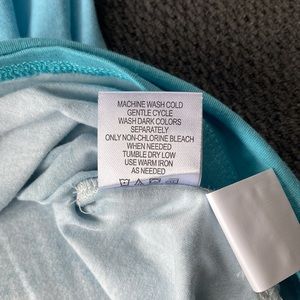 MACHINE WASH COLD
GENTLE CYCLE
WASH DARK COLORS
SEPARATELY
ONLY NON-CHLORINE BLEACH
WHEN NEEDED
TUMBLE DRY LOW
USE WARM IRON
AS NEEDED